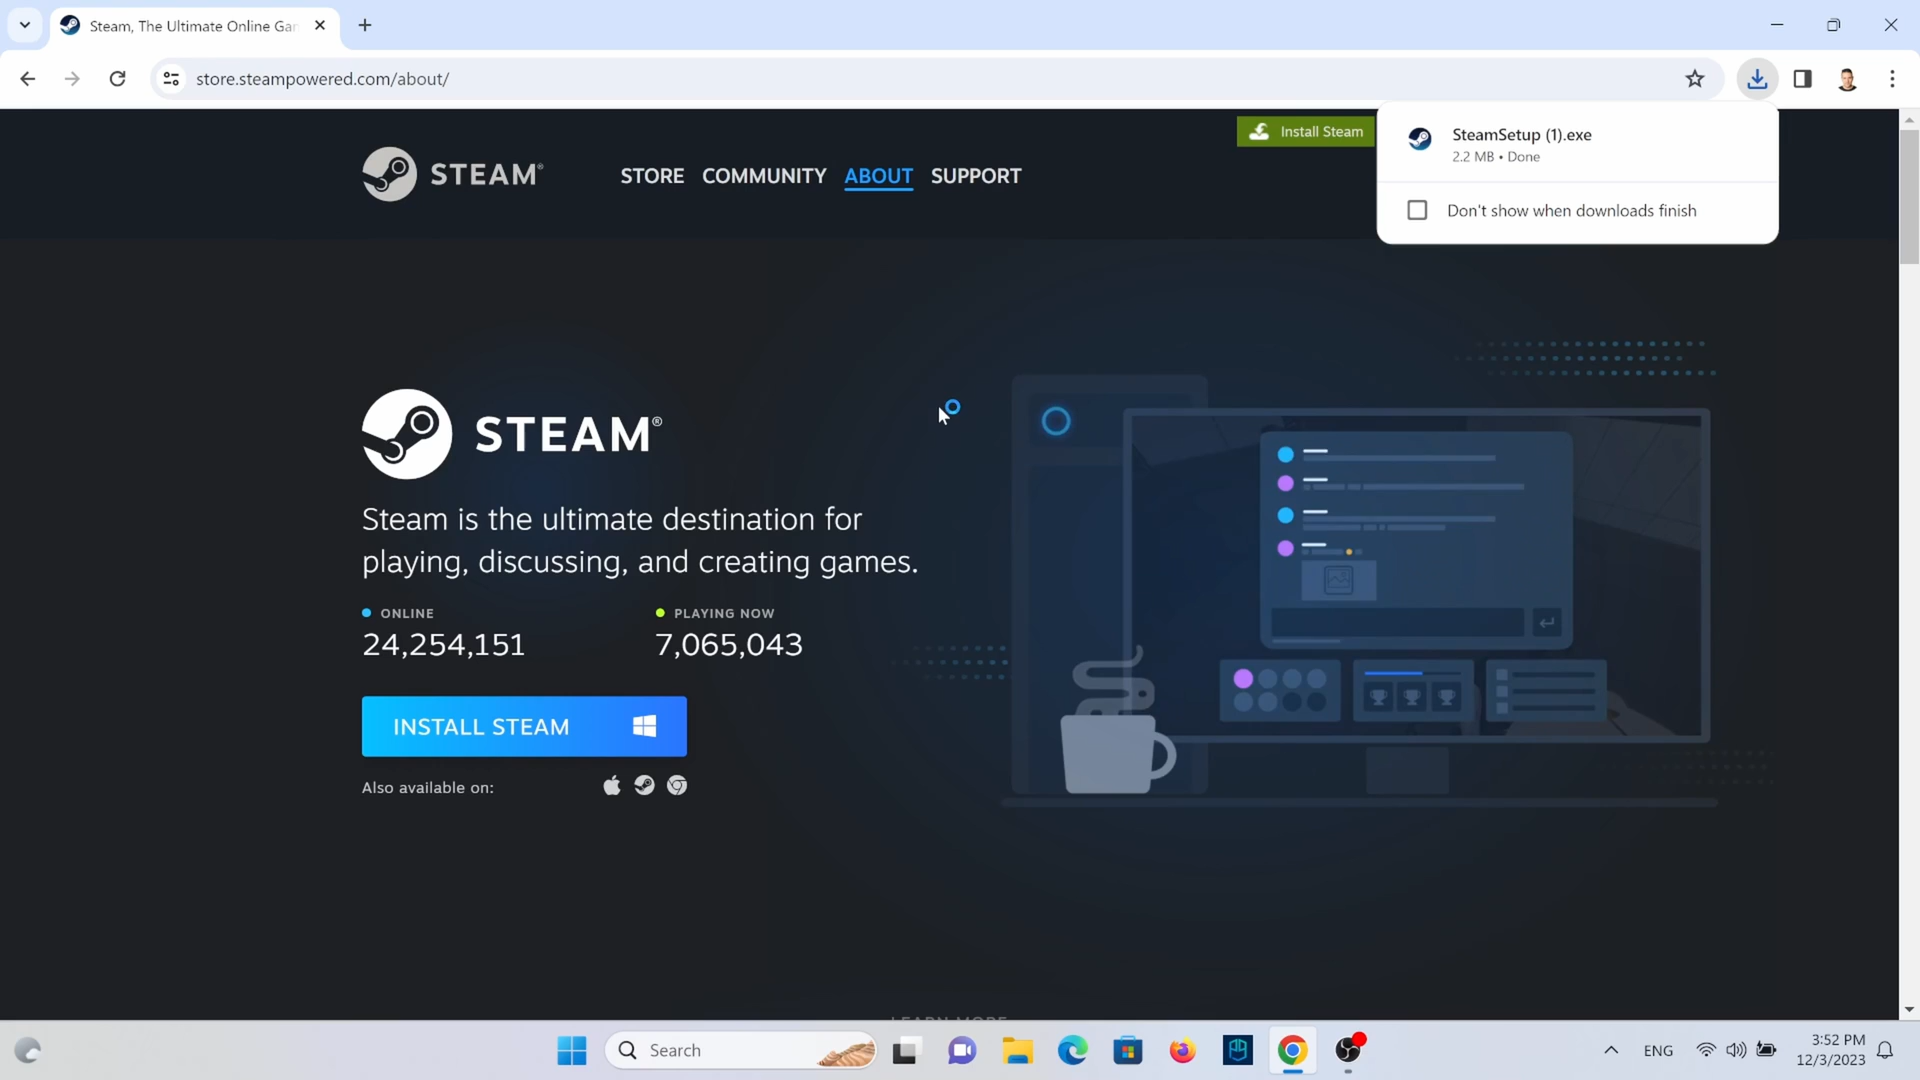 Steam, The Ultimate Online Gar
store.steampowered.com/about/
SteamSetup (1).exe
2.2 MB • Done
Don't show when downloads finish
Install Steam
STEAM®
STORE COMMUNITY ABOUT SUPPORT
STEAM®
Steam is the ultimate destination for
playing, discussing, and creating games.
ONLINE
24,254,151
PLAYING NOW
7,065,043
INSTALL STEAM
Also available on:
LEARN MORE
Search
ENG
3:52 PM
12/3/2023